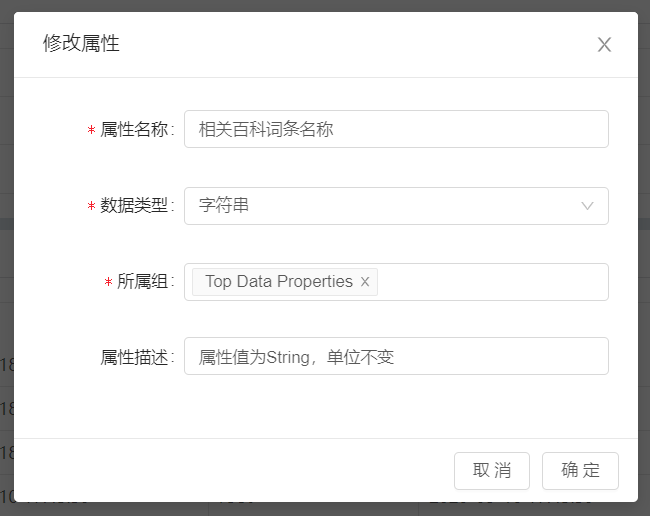 修改属性
* 属性名称: 相关百科词条名称
* 数据类型: 字符串
* 所属组: Top Data Properties
属性描述: 属性值为String，单位不变
取 消 确 定